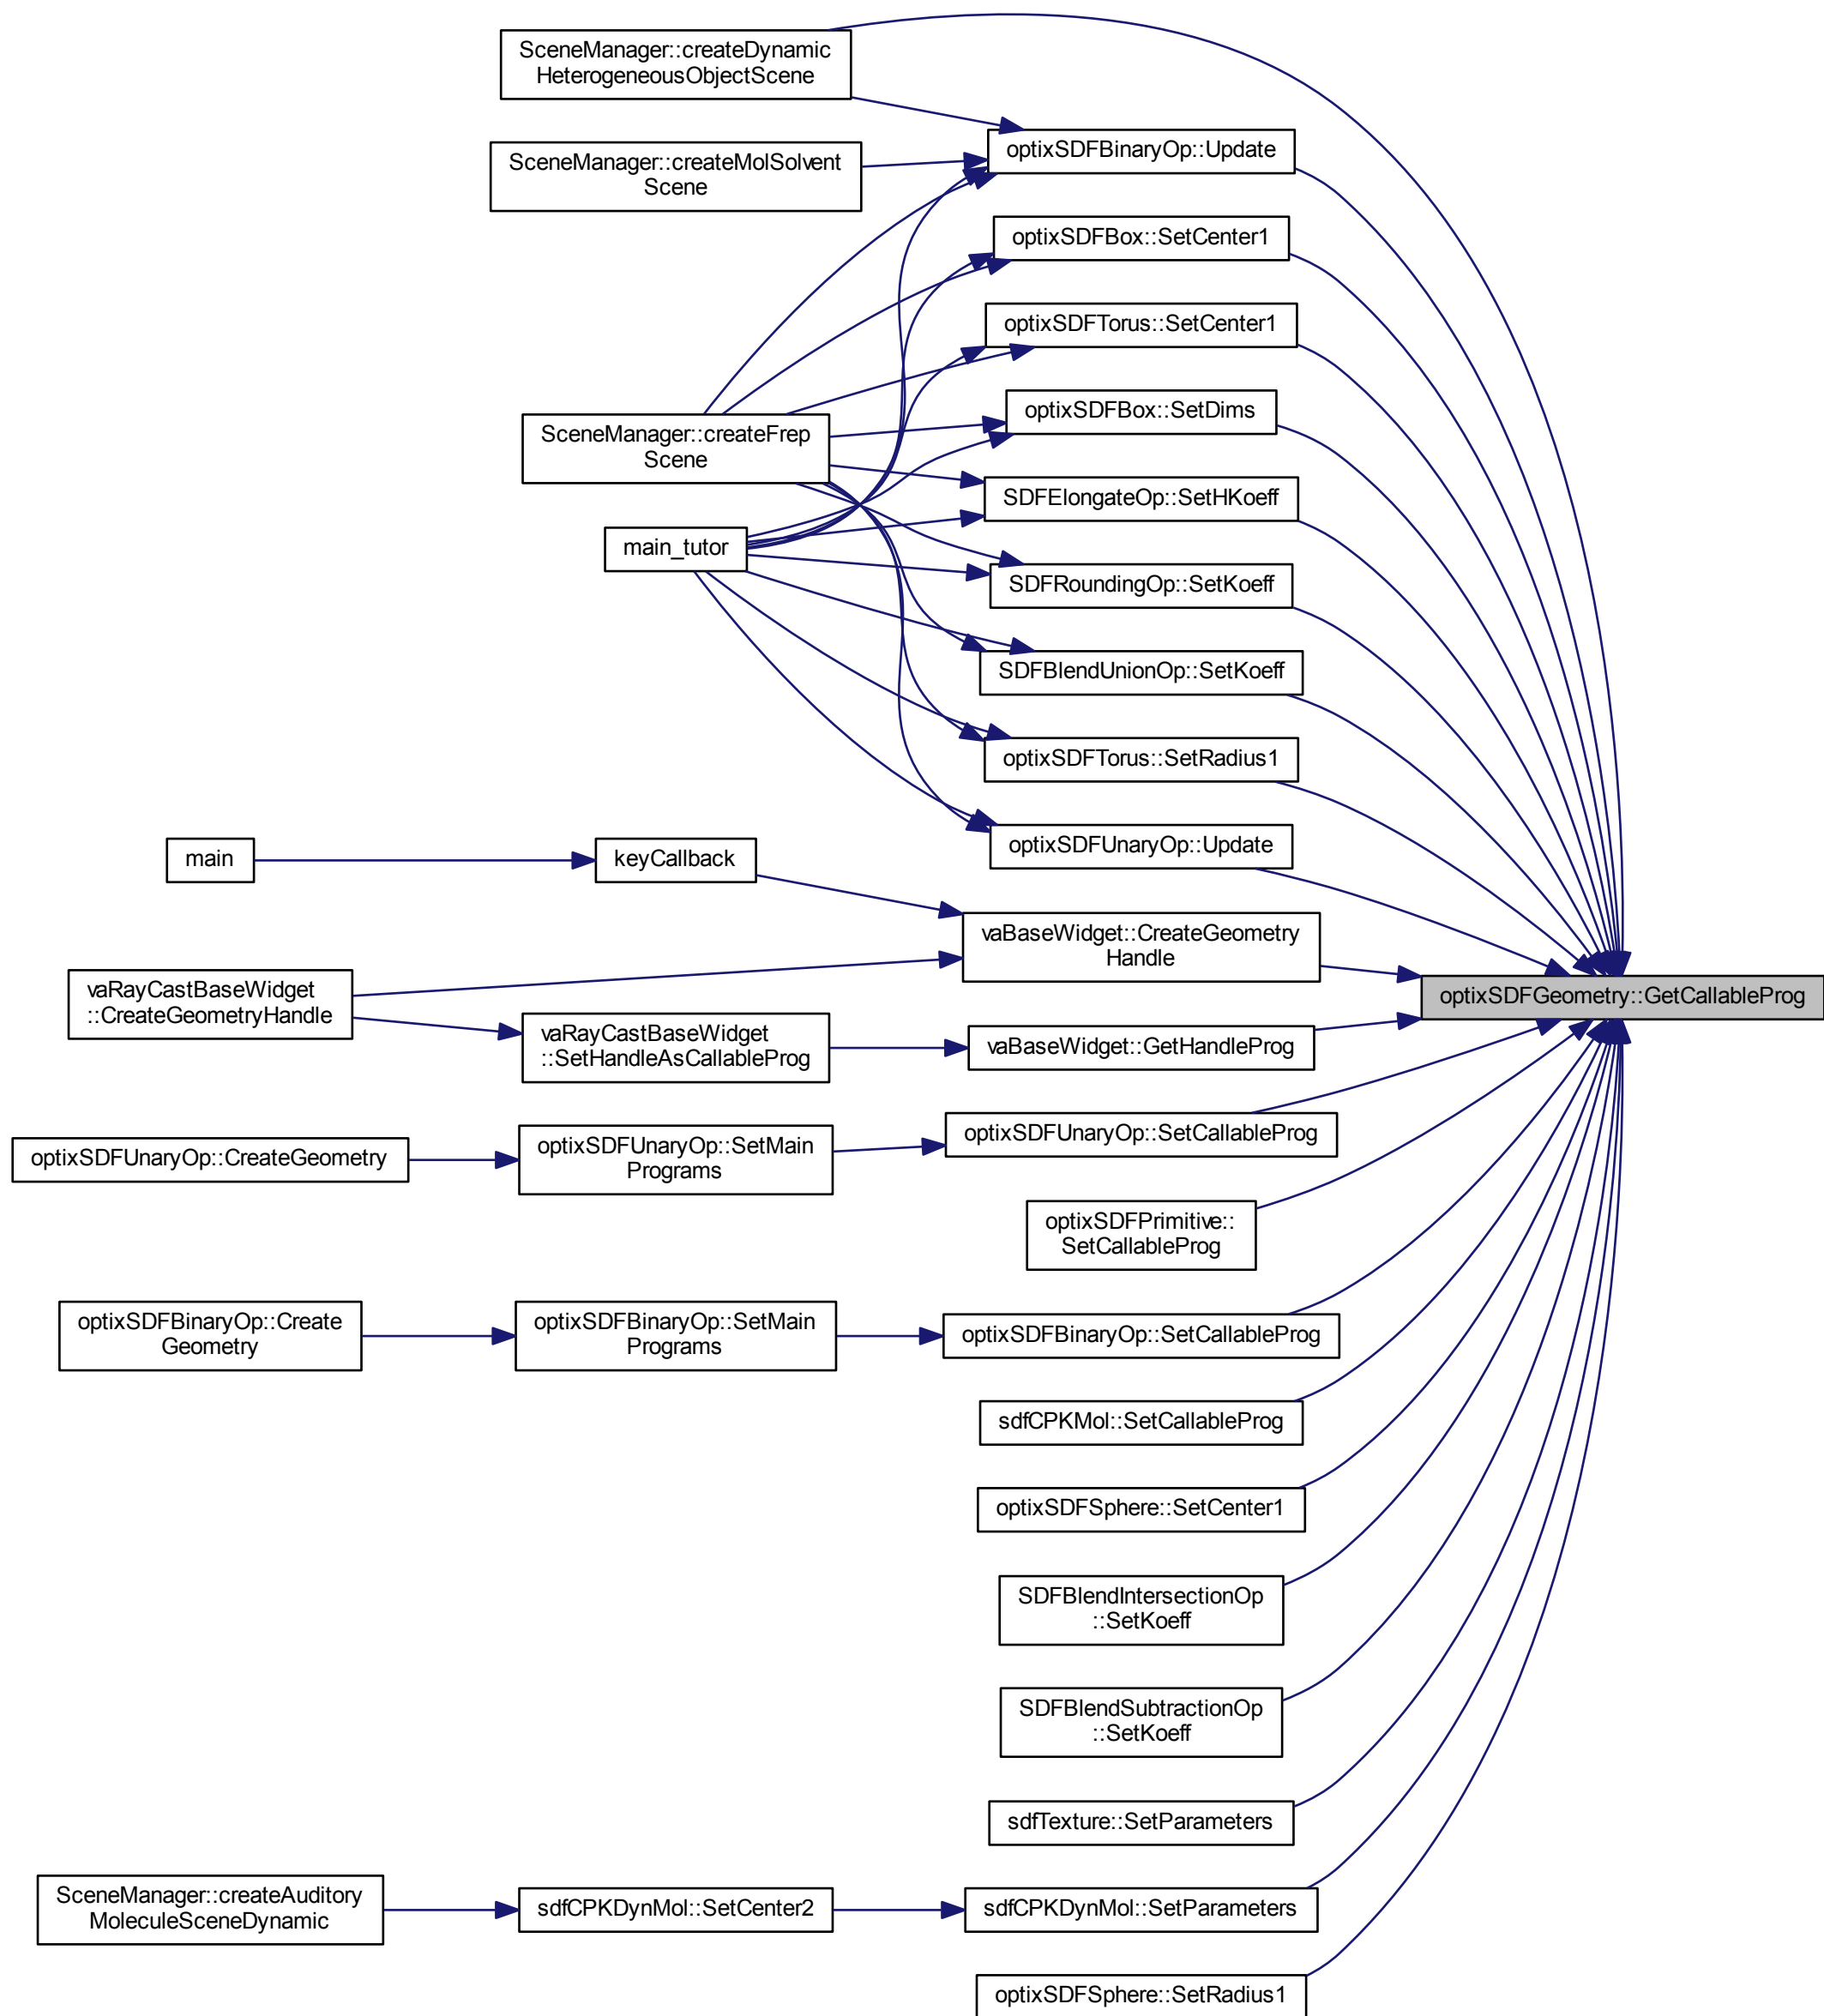 SceneManager::createDynamic
HeterogeneousObjectScene
optixSDFBinaryOp::Update
SceneManager::createMolSolvent
Scene
optixSDFBox::SetCenter1
optixSDFTorus::SetCenter1
optixSDFBox::SetDims
SceneManager::createFrep
Scene
SDFElongateOp::SetHKoeff
main_tutor
SDFRoundingOp::SetKoeff
SDFBlendUnionOp::SetKoeff
optixSDFTorus::SetRadius1
optixSDFUnaryOp::Update
main
keyCallback
vaBaseWidget::CreateGeometry
Handle
vaRayCastBaseWidget
::CreateGeometryHandle
optixSDFGeometry::GetCallableProg
vaRayCastBaseWidget
::SetHandleAsCallableProg
vaBaseWidget::GetHandleProg
optixSDFUnaryOp::SetCallableProg
optixSDFUnaryOp::CreateGeometry
optixSDFUnaryOp::SetMain
Programs
optixSDFPrimitive::
SetCallableProg
optixSDFBinaryOp::Create
Geometry
optixSDFBinaryOp::SetMain
Programs
optixSDFBinaryOp::SetCallableProg
sdfCPKMol::SetCallableProg
optixSDFSphere::SetCenter1
SDFBlendIntersectionOp
::SetKoeff
SDFBlendSubtractionOp
::SetKoeff
sdfTexture::SetParameters
SceneManager::createAuditory
MoleculeSceneDynamic
sdfCPKDynMol::SetCenter2
sdfCPKDynMol::SetParameters
optixSDFSphere::SetRadius1